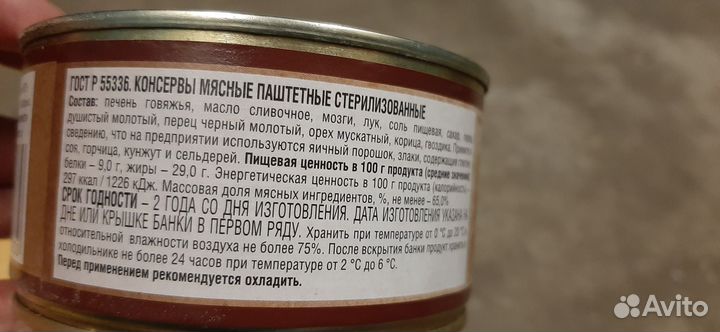 ГОСТ Р 55336. КОНСЕРВЫ МЯСНЫЕ ПАШТЕТНЫЕ СТЕРИЛИЗОВАННЫЕ
Состав: печень говяжья, масло сливочное, мозги, лук, соль пищевая, сахар, перец
душистый молотый, перец черный молотый, орех мускатный, корица, гвоздика.
сведению, что на предприятии используются яичный порошок, злаки, содержащие
соя, горчица, кунжут и сельдерей. Пищевая ценность в 100 г продукта (средние значения):
белки – 9,0 г, жиры – 29,0 г. Энергетическая ценность в 100 г продукта (калорийность) –
297 ккал / 1226 кДж. Массовая доля мясных ингредиентов, %, не менее – 65,0%
СРОК ГОДНОСТИ – 2 ГОДА СО ДНЯ ИЗГОТОВЛЕНИЯ. ДАТА ИЗГОТОВЛЕНИЯ УКАЗАНА НА
ДНЕ ИЛИ КРЫШКЕ БАНКИ В ПЕРВОМ РЯДУ. Хранить при температуре от 0 °С до 20 °С и
относительной влажности воздуха не более 75%. После вскрытия банки продукт хранить в
холодильнике не более 24 часов при температуре от 2 °С до 6 °С.
Перед применением рекомендуется охладить.
Avito